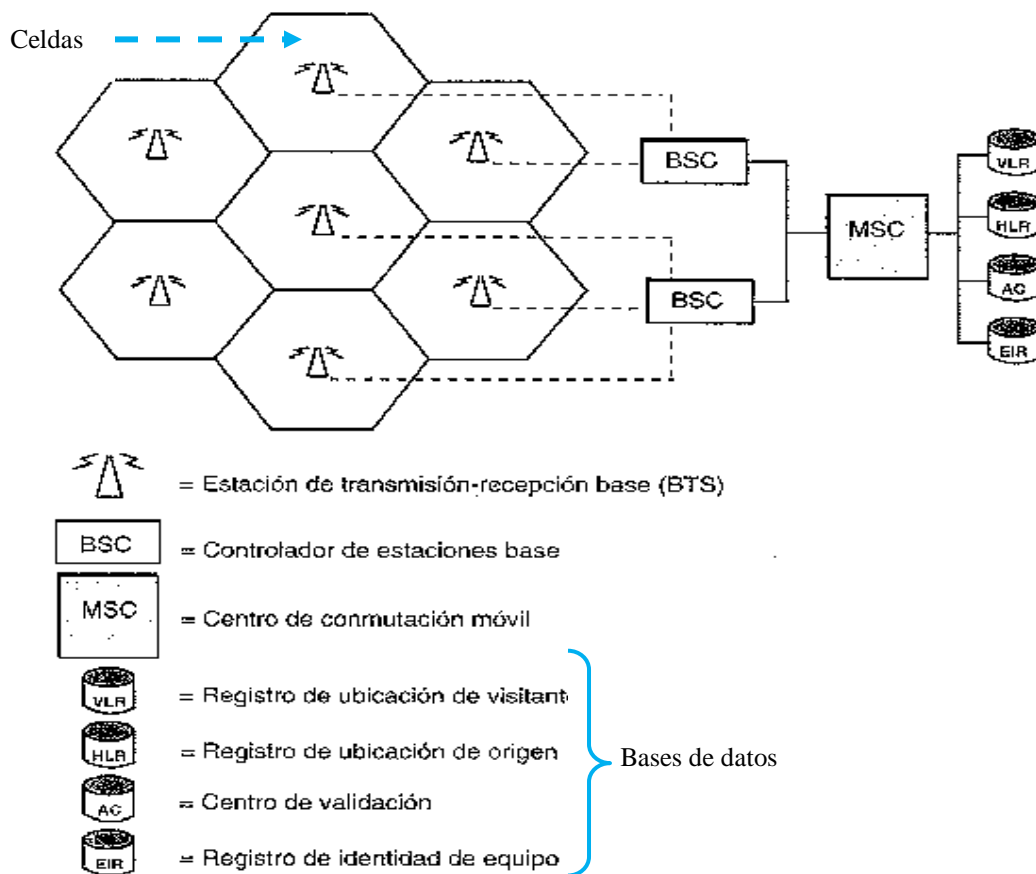 Celdas
BSC
BSC
MSC
VLR
HLR
AC
EIR
= Estación de transmisión-recepción base (BTS)
BSC = Controlador de estaciones base
MSC = Centro de conmutación móvil
VLR = Registro de ubicación de visitant
HLR = Registro de ubicación de origen
AC = Centro de validación
EIR = Registro de identidad de equipo
Bases de datos